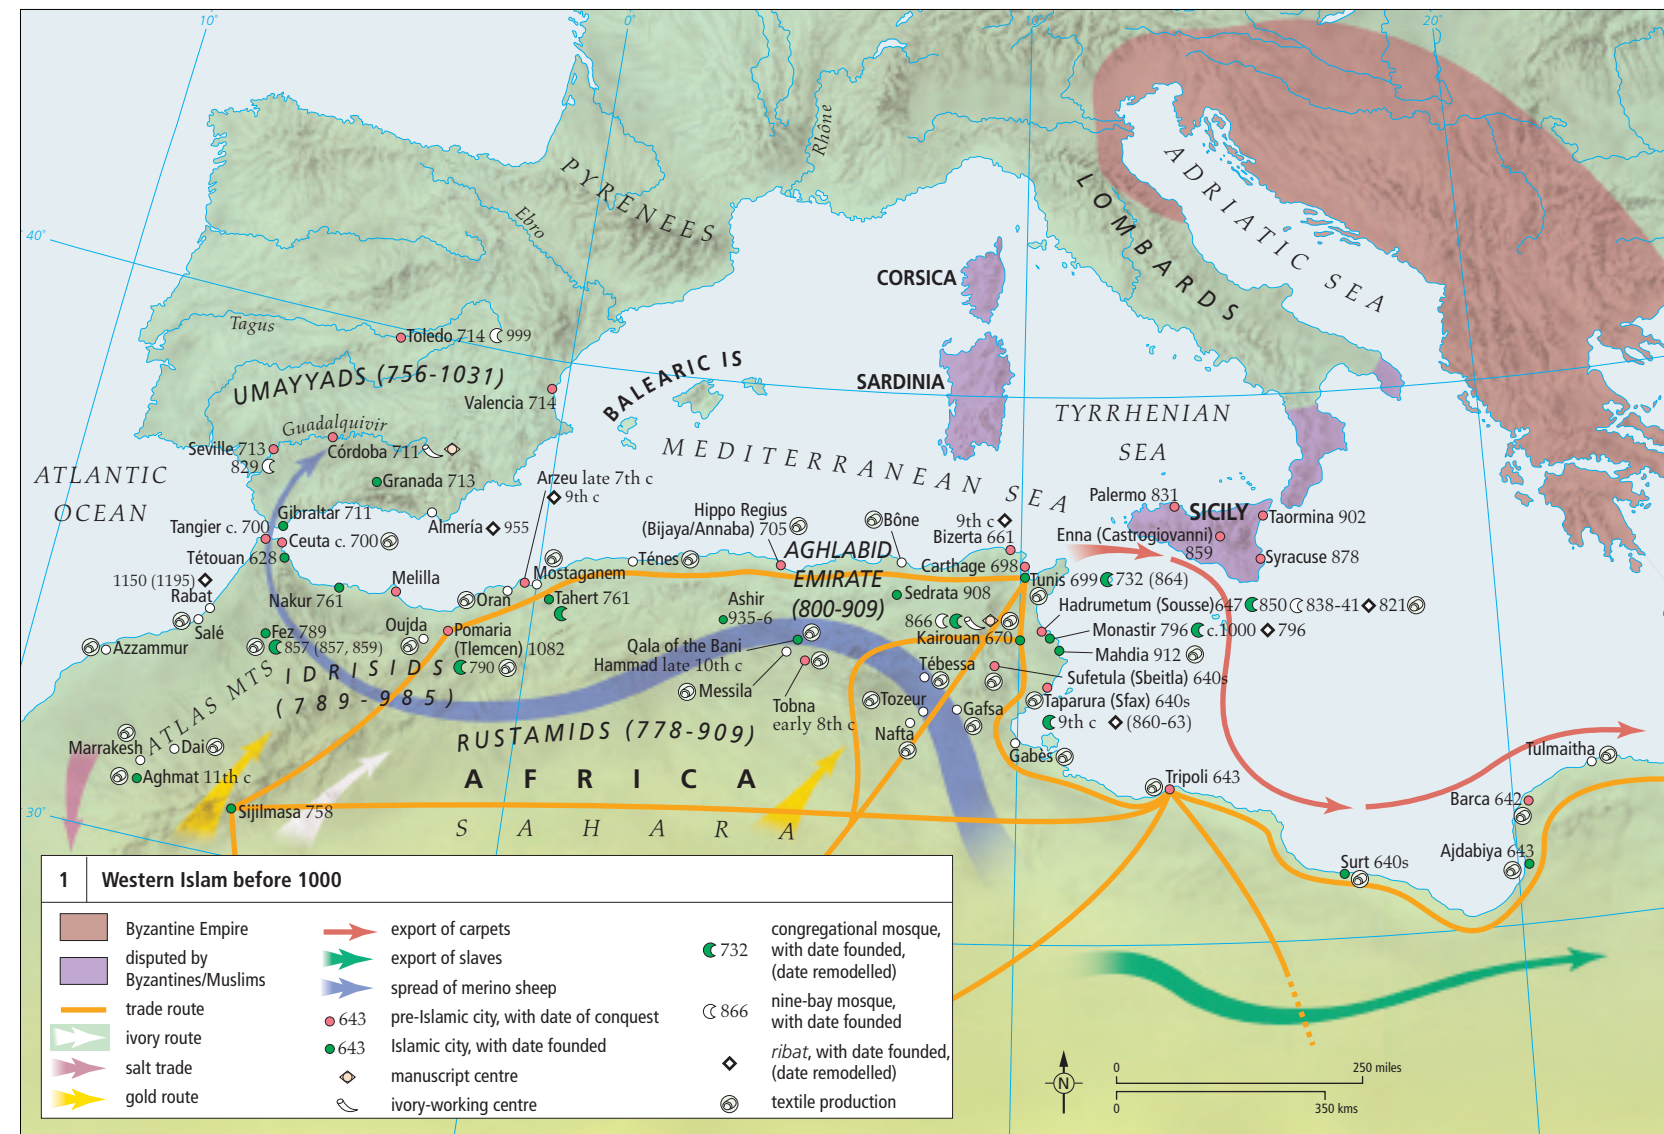 10°
0°
10°
20°
40°
30°
PYRENEES
Rhône
Ebro
ADRIATIC SEA
LOMBARDS
CORSICA
SARDINIA
BALEARIC IS
TYRRHENIAN
SEA
MEDITERRANEAN SEA
ATLANTIC
OCEAN
Tagus
Toledo 714 999
UMAYYADS (756-1031)
Valencia 714
Guadalquivir
Seville 713
829
Córdoba 711
Granada 713
Gibraltar 711
Almería 955
Arzeu late 7th c
9th c
Tangier c. 700
Ceuta c. 700
Tétouan 628
1150 (1195)
Rabat
Salé
Azzammur
Nakur 761
Melilla
Fez 789
857 (857, 859)
Oujda
Oran
Mostaganem
Ténes
Tahert 761
Pomaria
(Tlemcen) 1082
790
IDRISIDS
(789-985)
ATLAS MTS
Marrakesh
Dai
Aghmat 11th c
Sijilmasa 758
RUSTAMIDS (778-909)
AFRICA
SAHARA
Hippo Regius
(Bijaya/Annaba) 705
Bône
AGHLABID
EMIRATE
(800-909)
Ashir
935-6
Qala of the Bani
Hammad late 10th c
Messila
Tobna
early 8th c
Sedrata 908
866
Kairouan 670
Tébessa
Tozeur
Nafta
Gafsa
Gabès
9th c
Bizerta 661
Carthage 698
Tunis 699 732 (864)
Hadrumetum (Sousse) 647 850 838-41 821
Monastir 796 c.1000 796
Mahdia 912
Sufetula (Sbeitla) 640s
Taparura (Sfax) 640s
9th c (860-63)
Palermo 831
SICILY
Taormina 902
Enna (Castrogiovanni)
859
Syracuse 878
Tripoli 643
Tulmaitha
Barca 642
Ajdabiya 643
Surt 640s
1 Western Islam before 1000
Byzantine Empire
disputed by
Byzantines/Muslims
trade route
ivory route
salt trade
gold route
export of carpets
export of slaves
spread of merino sheep
643 pre-Islamic city, with date of conquest
643 Islamic city, with date founded
manuscript centre
ivory-working centre
732 congregational mosque,
with date founded,
(date remodelled)
866 nine-bay mosque,
with date founded
ribat, with date founded,
(date remodelled)
textile production
N
0 250 miles
0 350 kms